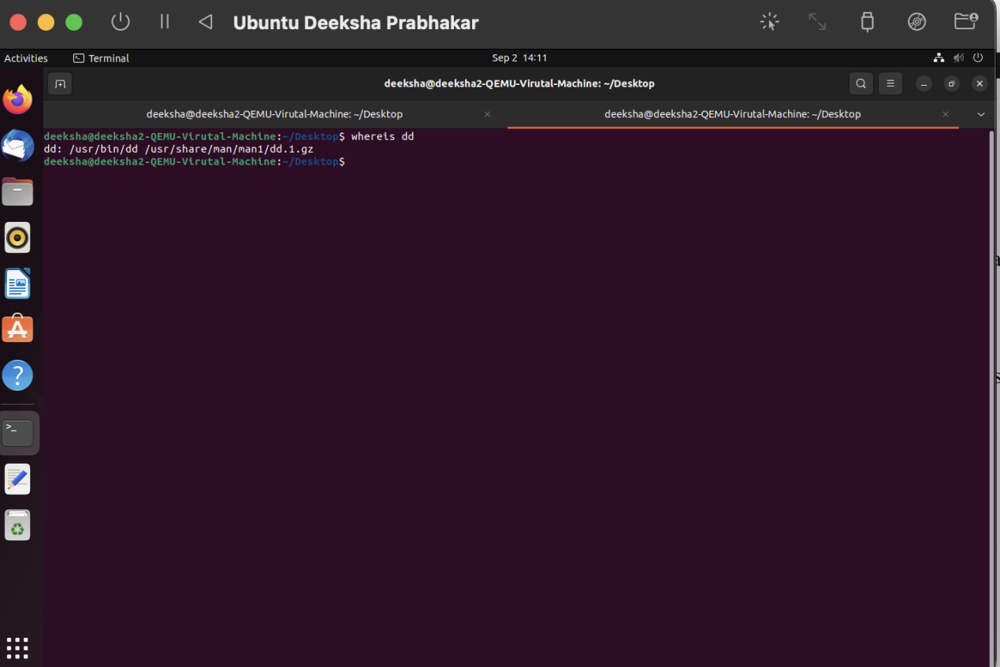 Ubuntu Deeksha Prabhakar
Activities Terminal Sep 2 14:11
deeksha@deeksha2-QEMU-Virutal-Machine: ~/Desktop
deeksha@deeksha2-QEMU-Virutal-Machine: ~/Desktop deeksha@deeksha2-QEMU-Virutal-Machine: ~/Desktop
deeksha@deeksha2-QEMU-Virutal-Machine:~/Desktop$ whereis dd
dd: /usr/bin/dd /usr/share/man/man1/dd.1.gz
deeksha@deeksha2-QEMU-Virutal-Machine:~/Desktop$